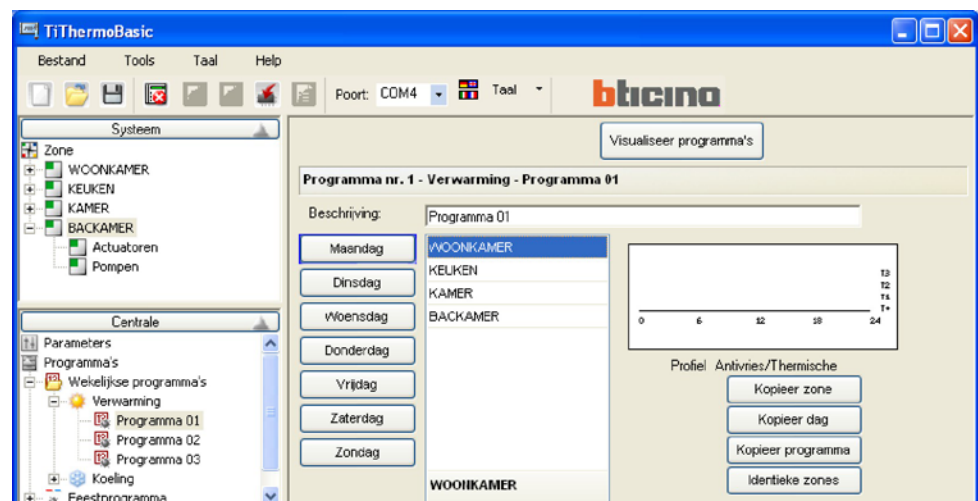 TiThermoBasic
Bestand Tools Taal Help
Poort: COM4 Taal bticino
Systeem
Zone
WOONKAMER
KEUKEN
KAMER
BACKAMER
Actuatoren
Pompen
Centrale
Parameters
Programma's
Wekelijkse programma's
Verwarming
Programma 01
Programma 02
Programma 03
Koeling
Feestprogramma
Visualiseer programma's
Programma nr. 1 - Verwarming - Programma 01
Beschrijving: Programma 01
Maandag
Dinsdag
Woensdag
Donderdag
Vrijdag
Zaterdag
Zondag
WOONKAMER
KEUKEN
KAMER
BACKAMER
WOONKAMER
T3
T2
T1
T*
0 6 12 18 24
Profiel Antivries/Thermische
Kopieer zone
Kopieer dag
Kopieer programma
Identieke zones